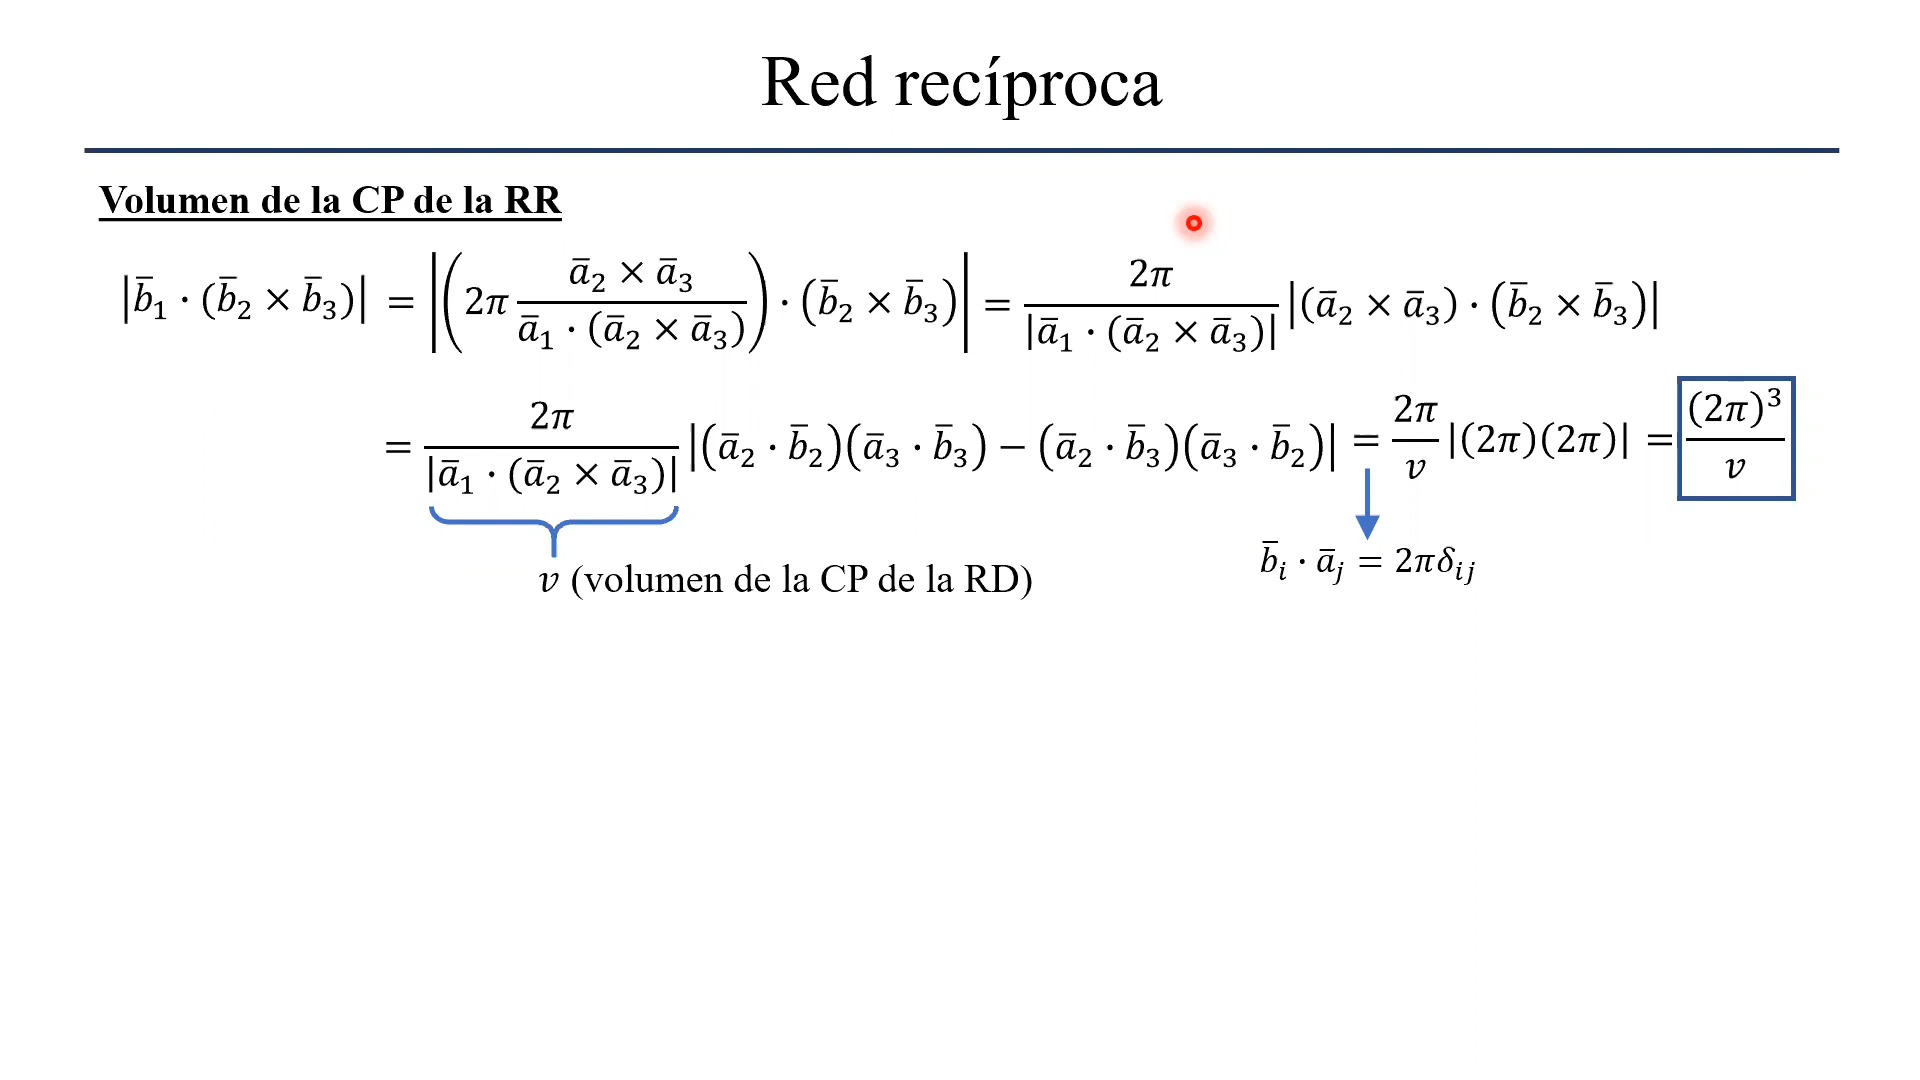 Red recíproca
Volumen de la CP de la RR
|b̄₁ · (b̄₂ × b̄₃)| = |(2π (ā₂ × ā₃)/(ā₁ · (ā₂ × ā₃))) · (b̄₂ × b̄₃)| = 2π/|ā₁ · (ā₂ × ā₃)| |(ā₂ × ā₃) · (b̄₂ × b̄₃)|
= 2π/|ā₁ · (ā₂ × ā₃)| |(ā₂ · b̄₂)(ā₃ · b̄₃) − (ā₂ · b̄₃)(ā₃ · b̄₂)| = 2π/v |(2π)(2π)| = (2π)³/v
v (volumen de la CP de la RD)
b̄ᵢ · āⱼ = 2πδᵢⱼ